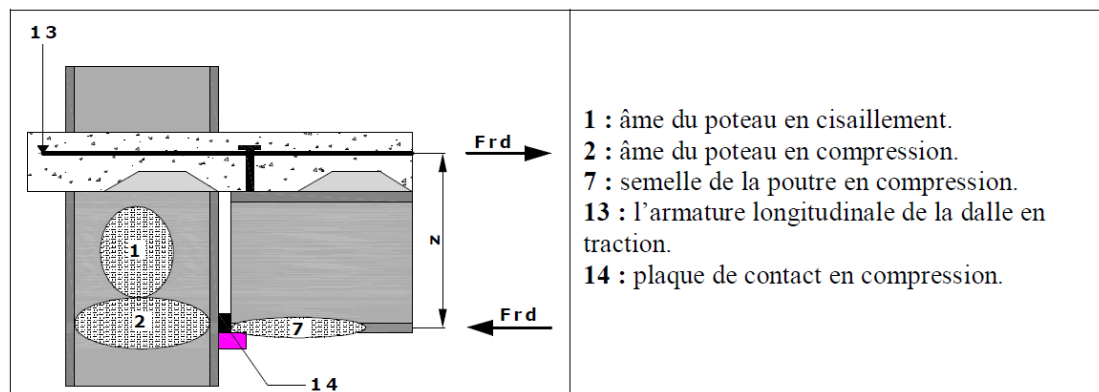 13
Frd
z
1
2
7
Frd
14
1 : âme du poteau en cisaillement.
2 : âme du poteau en compression.
7 : semelle de la poutre en compression.
13 : l’armature longitudinale de la dalle en
traction.
14 : plaque de contact en compression.